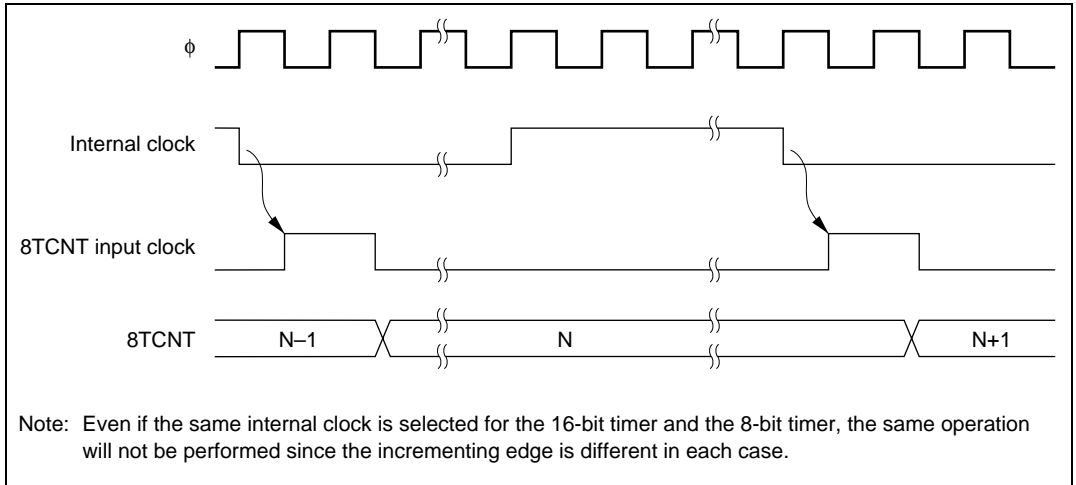 ϕ
Internal clock
8TCNT input clock
8TCNT
N–1
N
N+1
Note: Even if the same internal clock is selected for the 16-bit timer and the 8-bit timer, the same operation
will not be performed since the incrementing edge is different in each case.